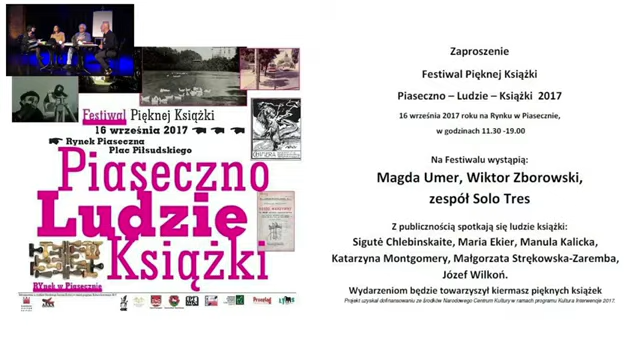 Festiwal Pięknej Książki
16 września 2017
Rynek Piaseczna
Plac Piłsudskiego
Piaseczno
Ludzie
Książki
RYnek w Piasecznie
Zaproszenie
Festiwal Pięknej Książki
Piaseczno – Ludzie – Książki 2017
16 września 2017 roku na Rynku w Piasecznie,
w godzinach 11.30 -19.00
Na Festiwalu wystąpią:
Magda Umer, Wiktor Zborowski,
zespół Solo Tres
Z publicznością spotkają się ludzie książki:
Sigutė Chlebinskaite, Maria Ekier, Manula Kalicka,
Katarzyna Montgomery, Małgorzata Strękowska-Zaremba,
Józef Wilkoń.
Wydarzeniom będzie towarzyszył kiermasz pięknych książek
Projekt uzyskał dofinansowanie ze środków Narodowego Centrum Kultury w ramach programu Kultura Interwencje 2017.